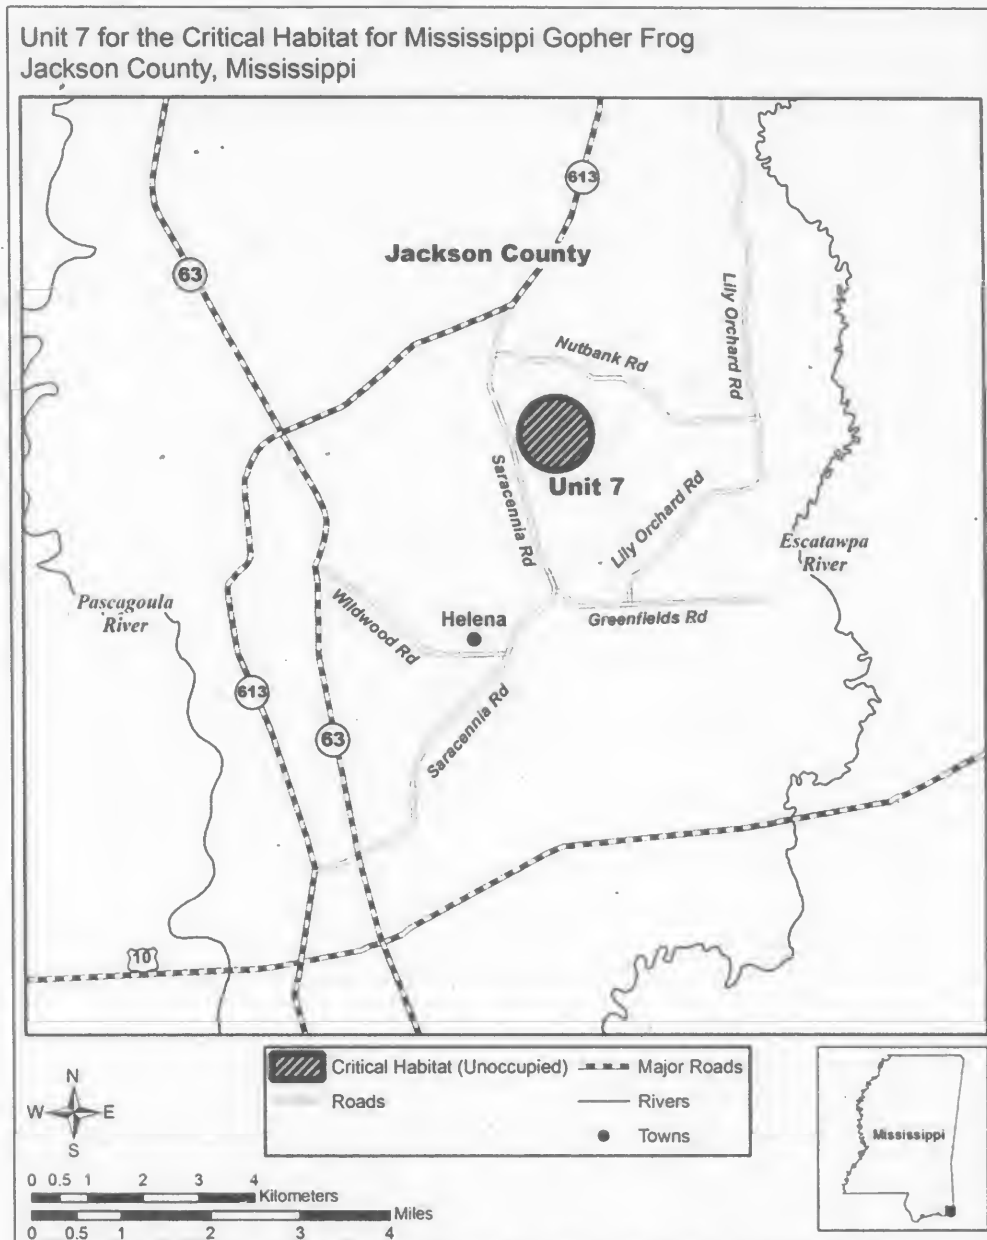 Unit 7 for the Critical Habitat for Mississippi Gopher Frog
Jackson County, Mississippi
613
Jackson County
63
Lily Orchard Rd
Nutbank Rd
Saracennia Rd
Unit 7
Lily Orchard Rd
Escatawpa
River
Pascagoula
River
Wildwood Rd
Helena
Greenfields Rd
613
63
Saracennia Rd
10
N
W E
S
Critical Habitat (Unoccupied)
Major Roads
Roads
Rivers
Towns
Mississippi
0 0.5 1 2 3 4
Kilometers
Miles
0 0.5 1 2 3 4